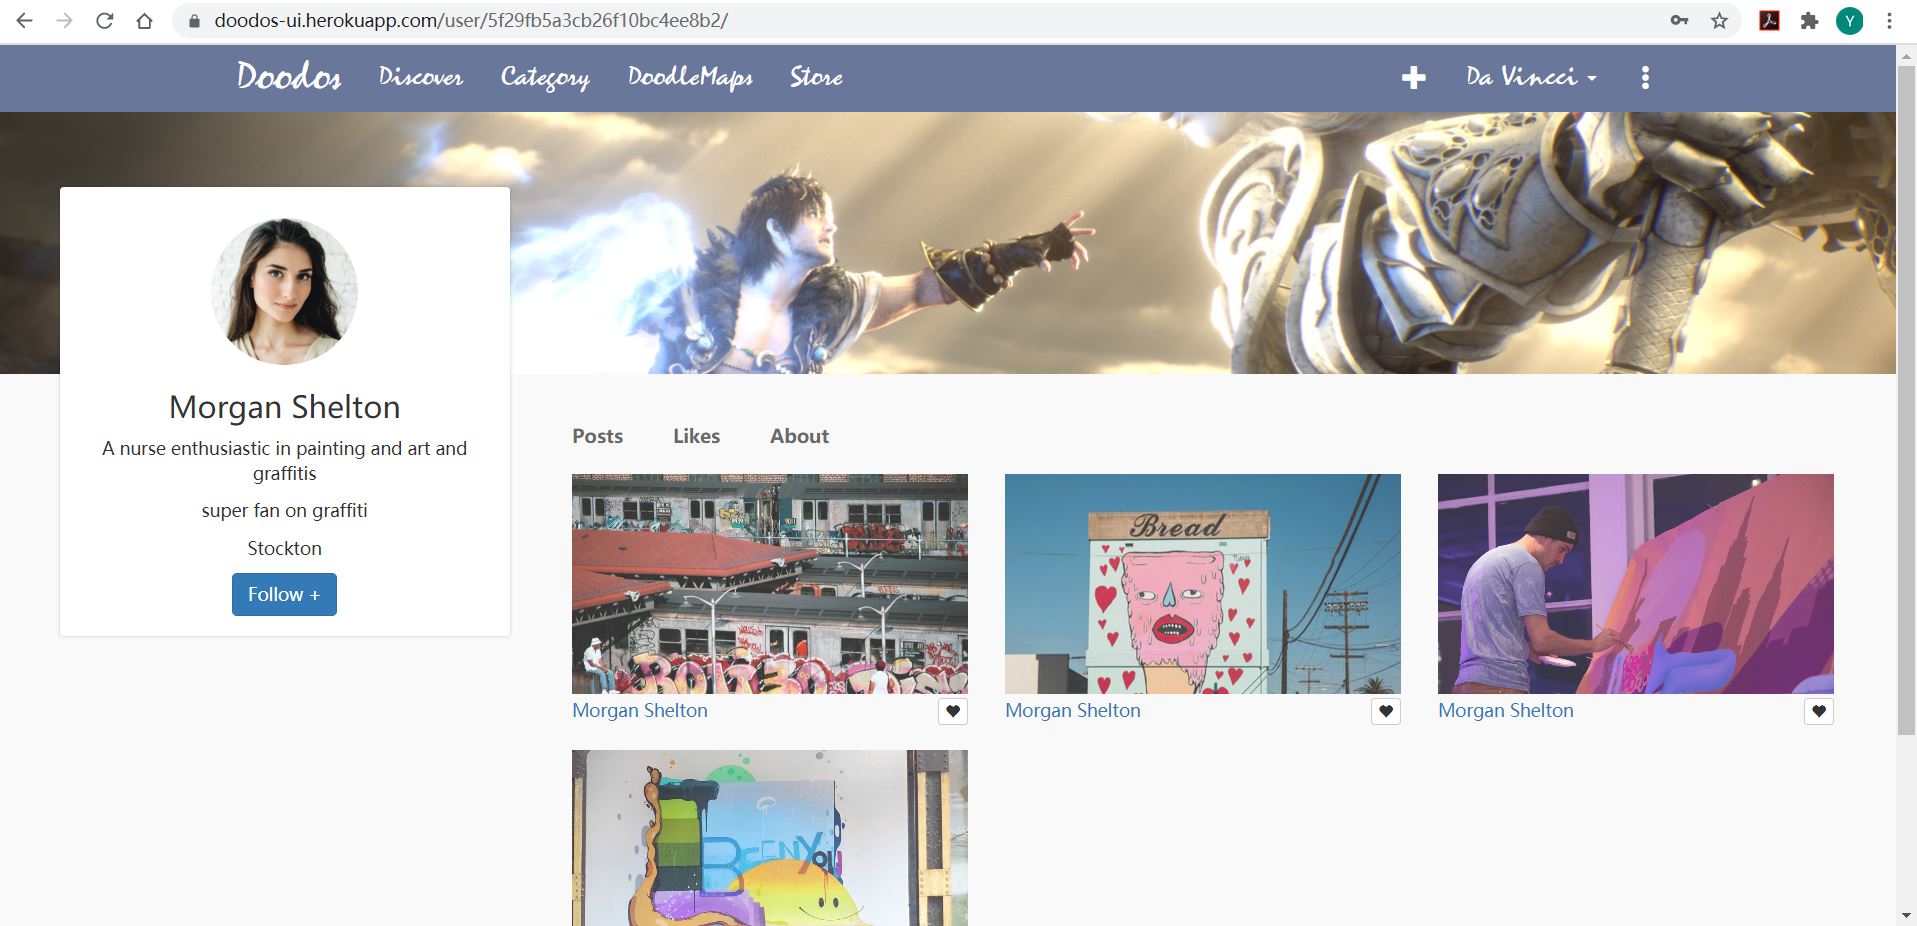 doodos-ui.herokuapp.com/user/5f29fb5a3cb26f10bc4ee8b2/
Y
Doodos Discover Category DoodleMaps Store Da Vincci
Morgan Shelton
A nurse enthusiastic in painting and art and
graffitis
super fan on graffiti
Stockton
Follow +
Posts Likes About
Bread
Morgan Shelton
Morgan Shelton
Morgan Shelton